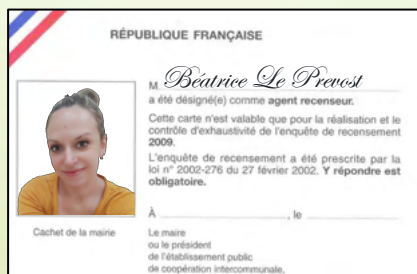 RÉPUBLIQUE FRANÇAISE
M Béatrice Le Prevost
a été désigné(e) comme agent recenseur.
Cette carte n'est valable que pour la réalisation et le
contrôle d'exhaustivité de l'enquête de recensement
2009.
L'enquête de recensement a été prescrite par la
loi n° 2002-276 du 27 février 2002. Y répondre est
obligatoire.
À , le
Cachet de la mairie
Le maire
ou le président
de l'établissement public
de coopération intercommunale,